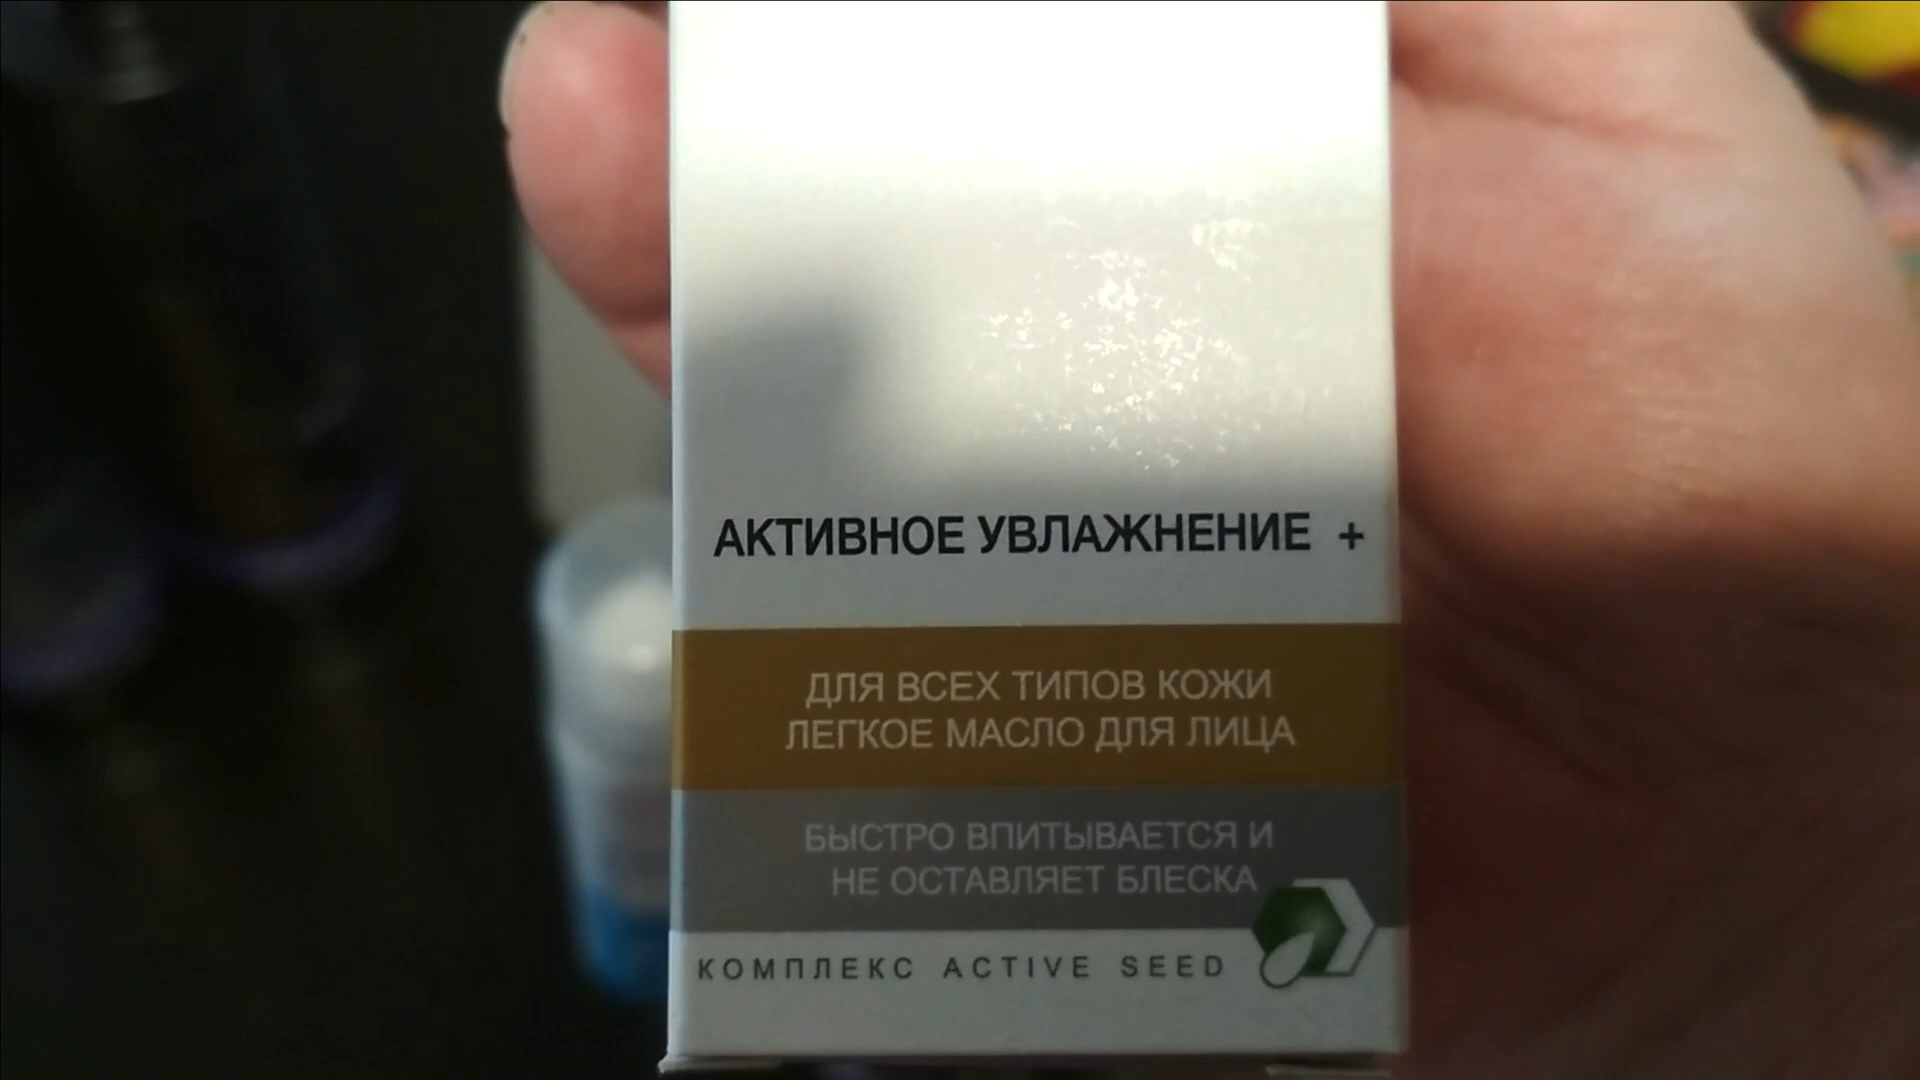 АКТИВНОЕ УВЛАЖНЕНИЕ +
ДЛЯ ВСЕХ ТИПОВ КОЖИ
ЛЕГКОЕ МАСЛО ДЛЯ ЛИЦА
БЫСТРО ВПИТЫВАЕТСЯ И
НЕ ОСТАВЛЯЕТ БЛЕСКА
КОМПЛЕКС ACTIVE SEED